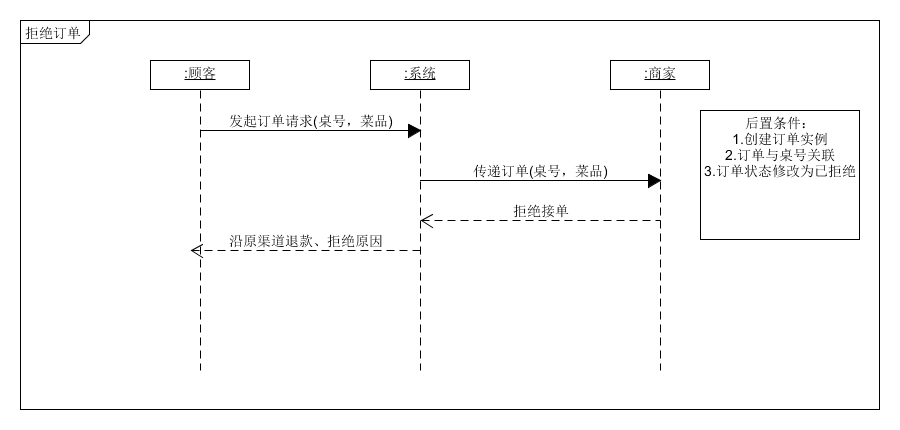 拒绝订单
:顾客
:系统
:商家
发起订单请求(桌号，菜品)
后置条件：
1.创建订单实例
2.订单与桌号关联
3.订单状态修改为已拒绝
传递订单(桌号，菜品)
拒绝接单
沿原渠道退款、拒绝原因